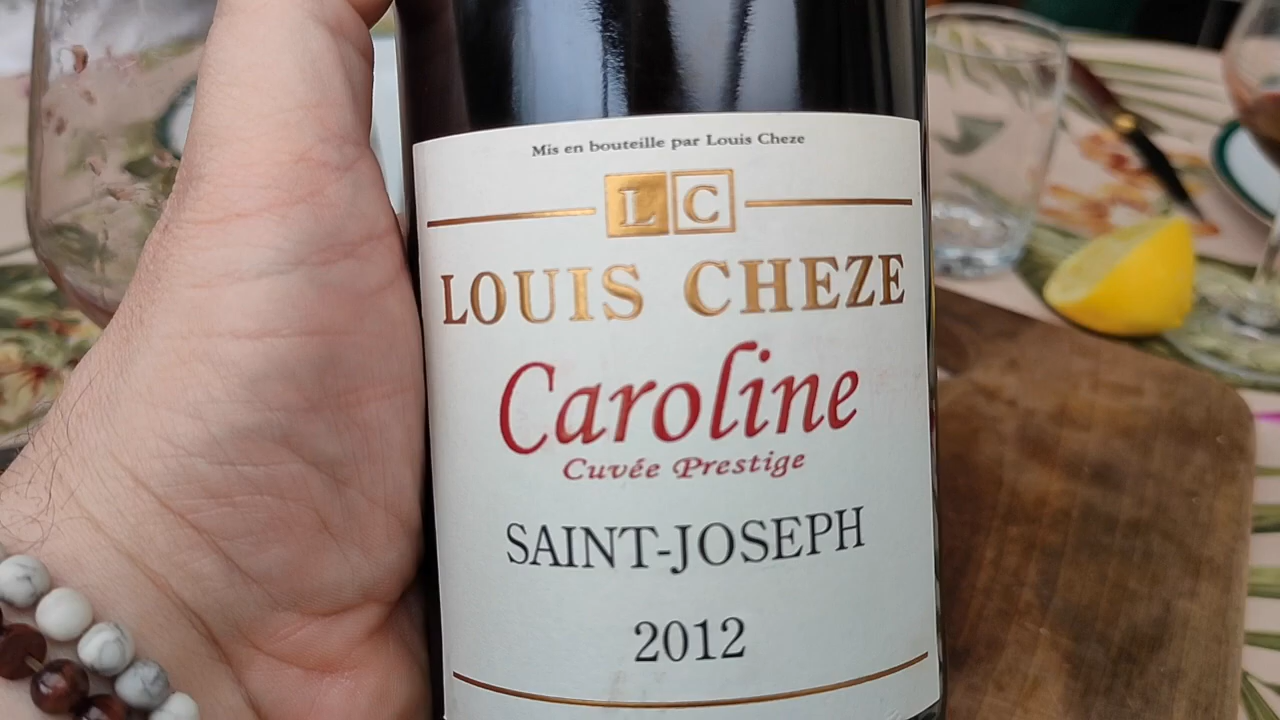 Mis en bouteille par Louis Cheze
LC
LOUIS CHEZE
Caroline
Cuvée Prestige
SAINT-JOSEPH
2012